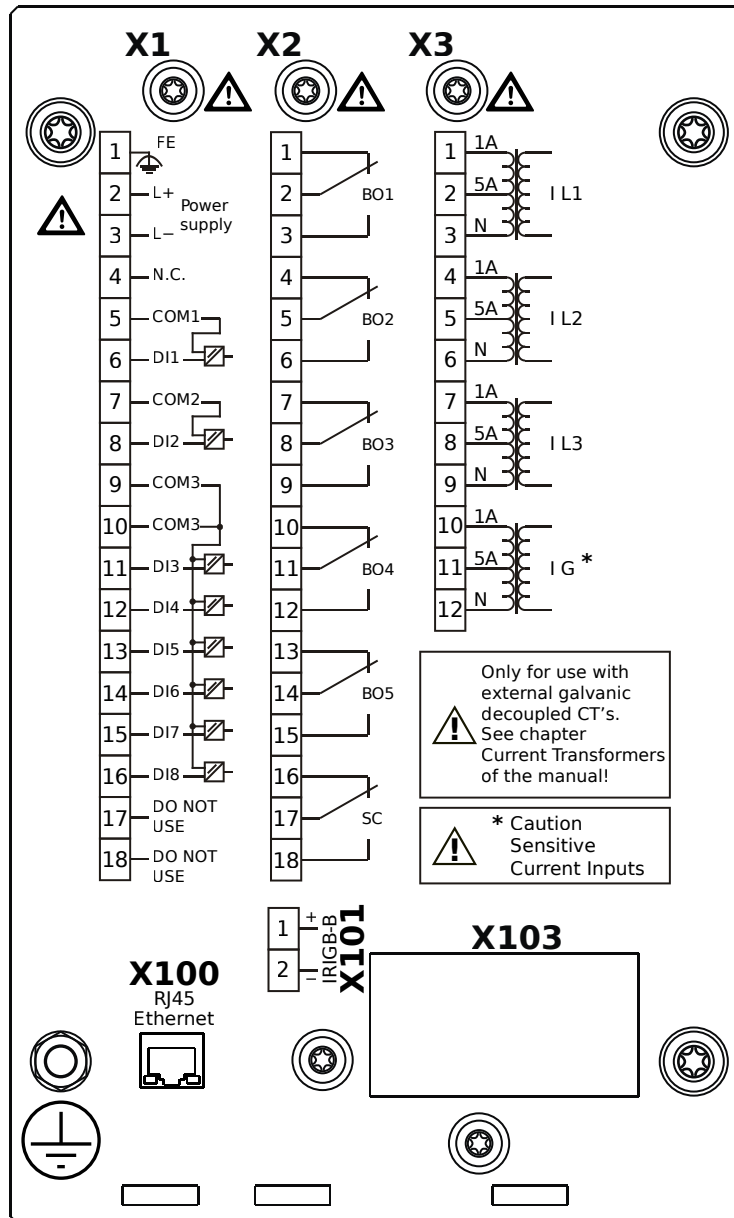 X1
X2
X3
1
FE
2
L+
Power
supply
3
L−
4
N.C.
5
COM1
6
DI1
7
COM2
8
DI2
9
COM3
10
COM3
11
DI3
12
DI4
13
DI5
14
DI6
15
DI7
16
DI8
17
DO NOT
USE
18
DO NOT
USE
1
2
BO1
3
4
5
BO2
6
7
8
BO3
9
10
11
BO4
12
13
14
BO5
15
16
17
SC
18
1
1A
2
5A
I L1
3
N
4
1A
5
5A
I L2
6
N
7
1A
8
5A
I L3
9
N
10
1A
11
5A
I G *
12
N
Only for use with
external galvanic
decoupled CT's.
See chapter
Current Transformers
of the manual!
* Caution
Sensitive
Current Inputs
1
+
2
−
IRIGB-B
X101
X100
RJ45
Ethernet
X103